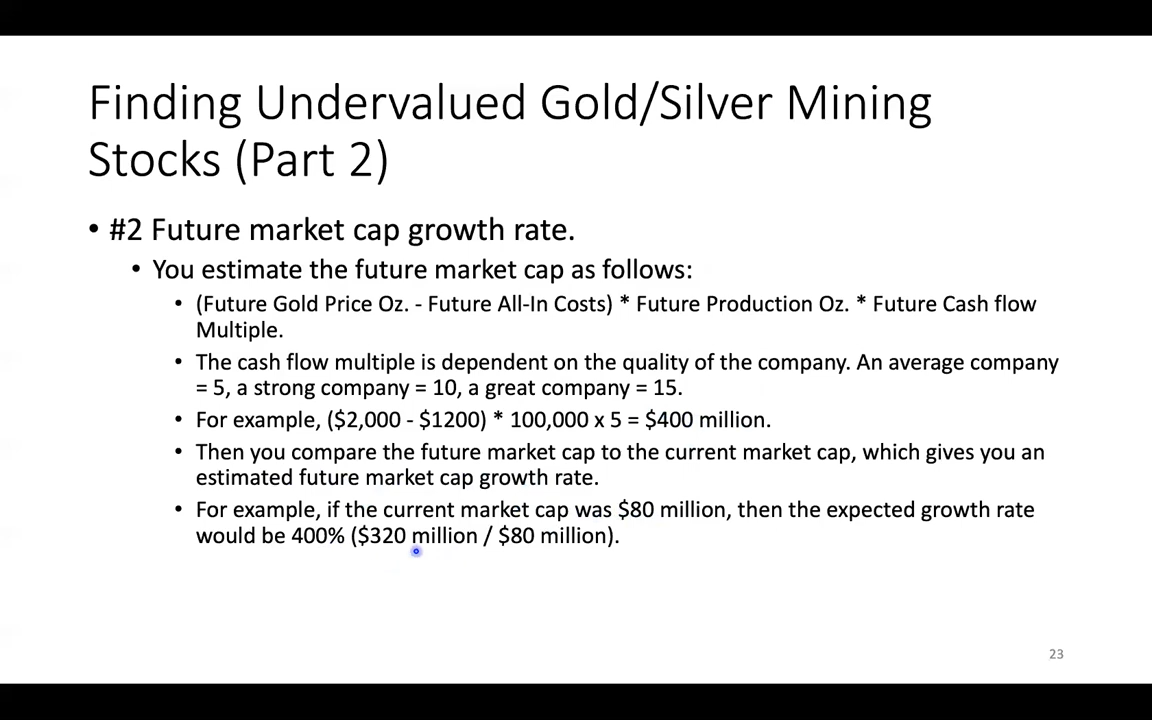 Finding Undervalued Gold/Silver Mining
Stocks (Part 2)
• #2 Future market cap growth rate.
• You estimate the future market cap as follows:
• (Future Gold Price Oz. - Future All-In Costs) * Future Production Oz. * Future Cash flow
Multiple.
• The cash flow multiple is dependent on the quality of the company. An average company
= 5, a strong company = 10, a great company = 15.
• For example, ($2,000 - $1200) * 100,000 x 5 = $400 million.
• Then you compare the future market cap to the current market cap, which gives you an
estimated future market cap growth rate.
• For example, if the current market cap was $80 million, then the expected growth rate
would be 400% ($320 million / $80 million).
23